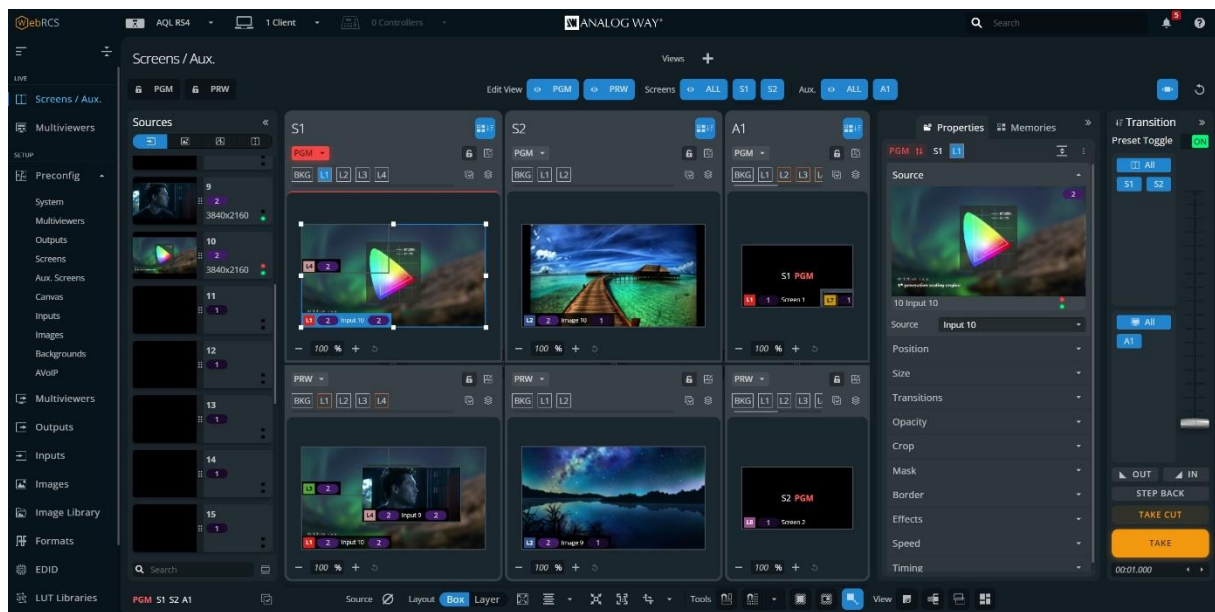 WebRCS
AQL RS4
1 Client
0 Controllers
ANALOG WAY®
Search
5
LIVE
Screens / Aux.
Multiviewers
SETUP
Preconfig
System
Multiviewers
Outputs
Screens
Aux. Screens
Canvas
Inputs
Images
Backgrounds
AVoIP
Multiviewers
Outputs
Inputs
Images
Image Library
Formats
EDID
LUT Libraries
Screens / Aux.
Views +
PGM PRW
Edit View PGM PRW Screens ALL S1 S2 Aux. ALL A1
Sources
9
2
3840x2160
10
2
3840x2160
11
1
12
1
13
1
14
1
15
1
Search
S1
PGM
BKG L1 L2 L3 L4
L4 2
L1 2 Input 10 2
- 100 % +
PRW
BKG L1 L2 L3 L4
L3 2
L4 2 Input 9 2
L1 2 Input 10 2
- 100 % +
S2
PGM
BKG L1 L2
L2 2 Image 10 1
- 100 % +
PRW
BKG L1 L2
L2 2 Image 9 1
- 100 % +
A1
PGM
BKG L1 L2 L3
S1 PGM
L1 1 Screen 1
L7 1
- 100 % +
PRW
BKG L1 L2 L3
S2 PGM
L8 1 Screen 2
- 100 % +
Properties Memories
PGM S1 L1
Source
2
10 Input 10
Source Input 10
Position
Size
Transitions
Opacity
Crop
Mask
Border
Effects
Speed
Timing
Transition
Preset Toggle ON
All
S1 S2
All
A1
OUT IN
STEP BACK
TAKE CUT
TAKE
00:01.000
PGM S1 S2 A1
Source Layout Box Layer
Tools
View